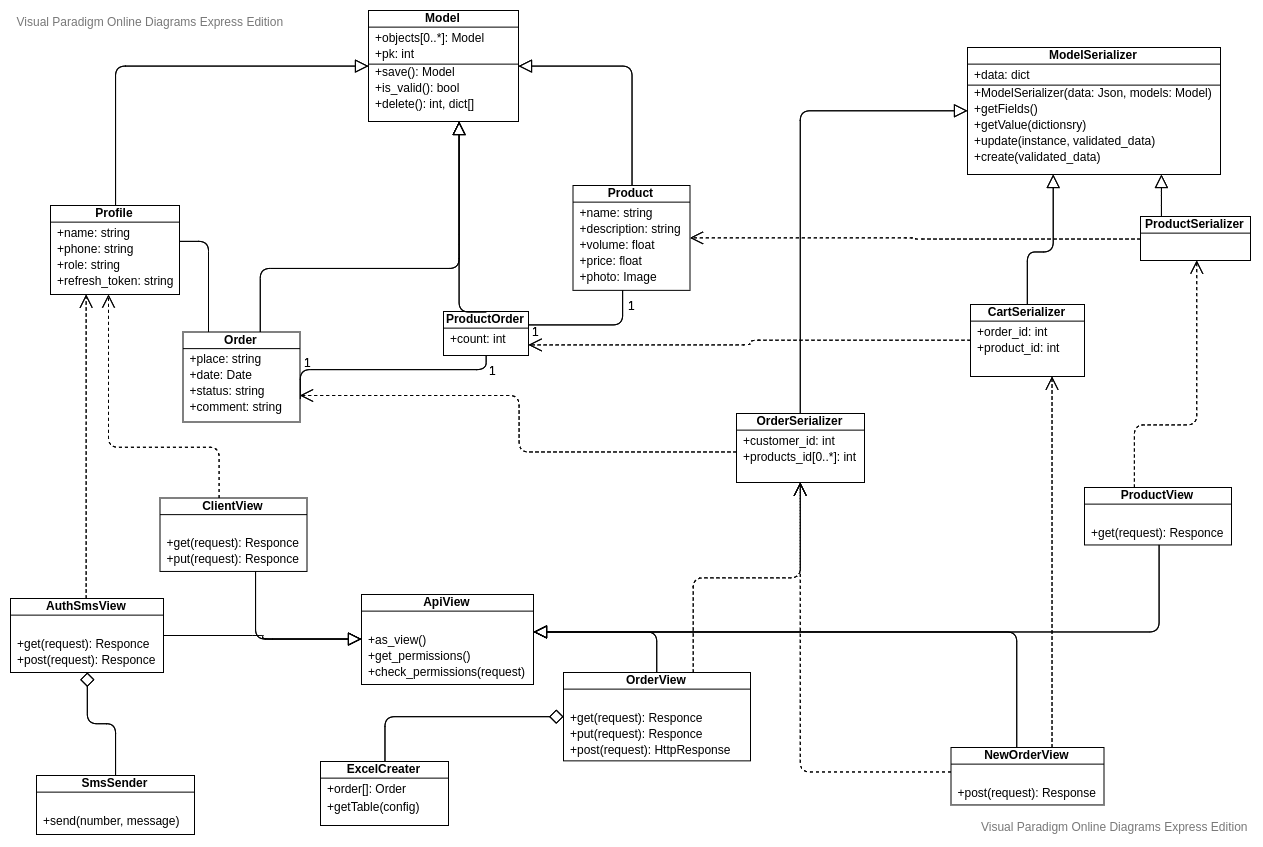 Visual Paradigm Online Diagrams Express Edition
Model
+objects[0..*]: Model
+pk: int
+save(): Model
+is_valid(): bool
+delete(): int, dict[]
ModelSerializer
+data: dict
+ModelSerializer(data: Json, models: Model)
+getFields()
+getValue(dictionsry)
+update(instance, validated_data)
+create(validated_data)
Profile
+name: string
+phone: string
+role: string
+refresh_token: string
Product
+name: string
+description: string
+volume: float
+price: float
+photo: Image
1
ProductSerializer
ProductOrder
+count: int
1
1
CartSerializer
+order_id: int
+product_id: int
Order
+place: string
+date: Date
+status: string
+comment: string
1
OrderSerializer
+customer_id: int
+products_id[0..*]: int
ClientView
+get(request): Responce
+put(request): Responce
ProductView
+get(request): Responce
AuthSmsView
+get(request): Responce
+post(request): Responce
ApiView
+as_view()
+get_permissions()
+check_permissions(request)
OrderView
+get(request): Responce
+put(request): Responce
+post(request): HttpResponse
NewOrderView
+post(request): Response
SmsSender
+send(number, message)
ExcelCreater
+order[]: Order
+getTable(config)
Visual Paradigm Online Diagrams Express Edition